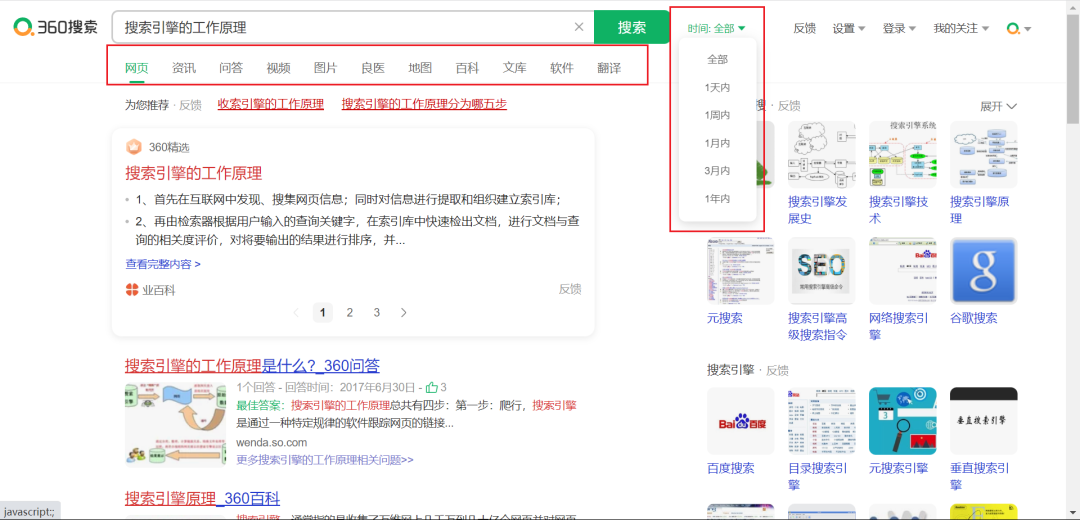 360搜索
搜索引擎的工作原理
搜索
时间: 全部
反馈
设置
登录
我的关注
网页
资讯
问答
视频
图片
良医
地图
百科
文库
软件
翻译
全部
1天内
1周内
1月内
3月内
1年内
为您推荐 · 反馈
收索引擎的工作原理
搜索引擎的工作原理分为哪五步
360精选
搜索引擎的工作原理
1、首先在互联网中发现、搜集网页信息；同时对信息进行提取和组织建立索引库；
2、再由检索器根据用户输入的查询关键字，在索引库中快速检出文档，进行文档与查
询的相关度评价，对将要输出的结果进行排序，并...
查看完整内容 >
业百科
反馈
1 2 3
搜索引擎的工作原理是什么?_360问答
1个回答 - 回答时间：2017年6月30日 - 3
最佳答案：搜索引擎的工作原理总共有四步：第一步：爬行，搜索引擎
是通过一种特定规律的软件跟踪网页的链接...
wenda.so.com
更多搜索引擎的工作原理相关问题>>
搜索引擎原理_360百科
搜 · 反馈
展开
搜索引擎系统
搜索引擎发
展史
搜索引擎技
术
搜索引擎原
理
SEO
常用搜索引擎高级命令
Bai
g
元搜索
搜索引擎高
级搜索指令
网络搜索引
擎
谷歌搜索
搜索引擎 · 反馈
Bai百度
3
垂直搜索引擎
百度搜索
目录搜索引
擎
元搜索引擎
垂直搜索引
擎
javascript:;